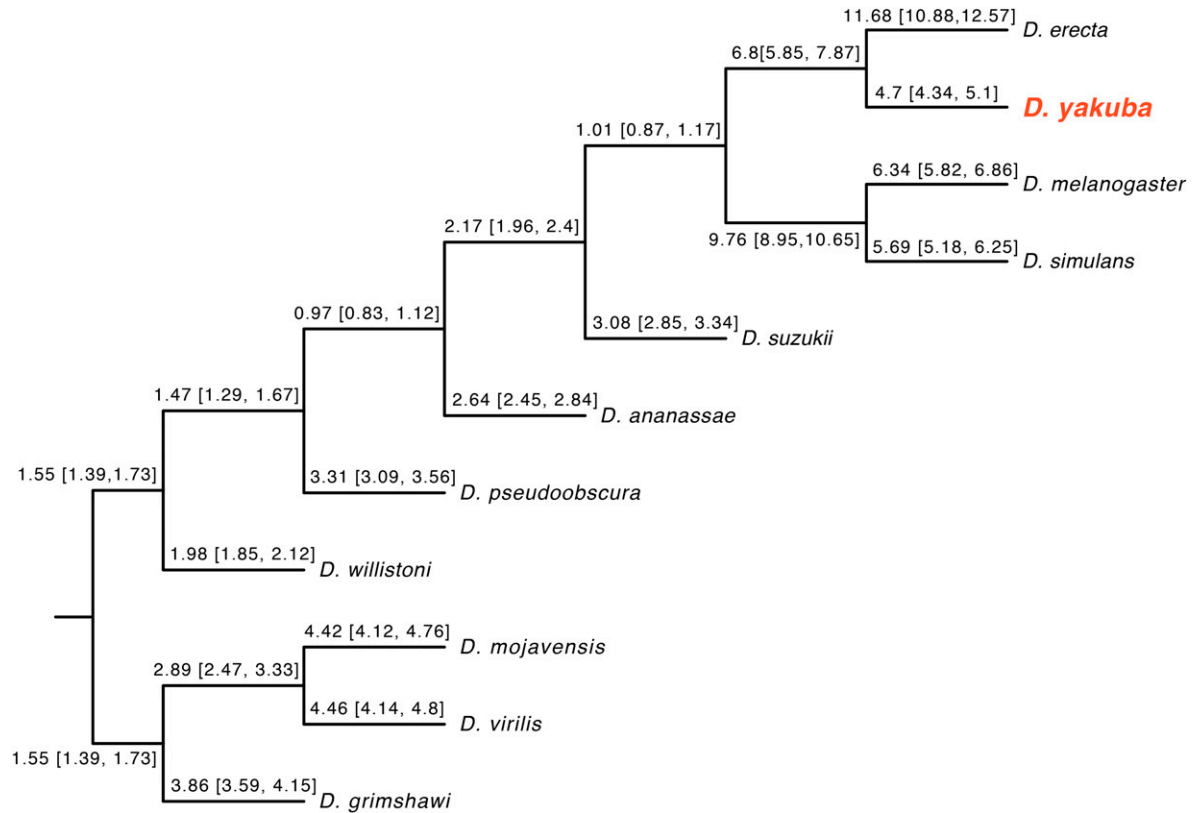 11.68 [10.88,12.57]
D. erecta
6.8[5.85, 7.87]
4.7 [4.34, 5.1]
D. yakuba
1.01 [0.87, 1.17]
6.34 [5.82, 6.86]
D. melanogaster
2.17 [1.96, 2.4]
9.76 [8.95,10.65]
5.69 [5.18, 6.25]
D. simulans
0.97 [0.83, 1.12]
3.08 [2.85, 3.34]
D. suzukii
1.47 [1.29, 1.67]
2.64 [2.45, 2.84]
D. ananassae
1.55 [1.39,1.73]
3.31 [3.09, 3.56]
D. pseudoobscura
1.98 [1.85, 2.12]
D. willistoni
4.42 [4.12, 4.76]
D. mojavensis
2.89 [2.47, 3.33]
4.46 [4.14, 4.8]
D. virilis
1.55 [1.39, 1.73]
3.86 [3.59, 4.15]
D. grimshawi